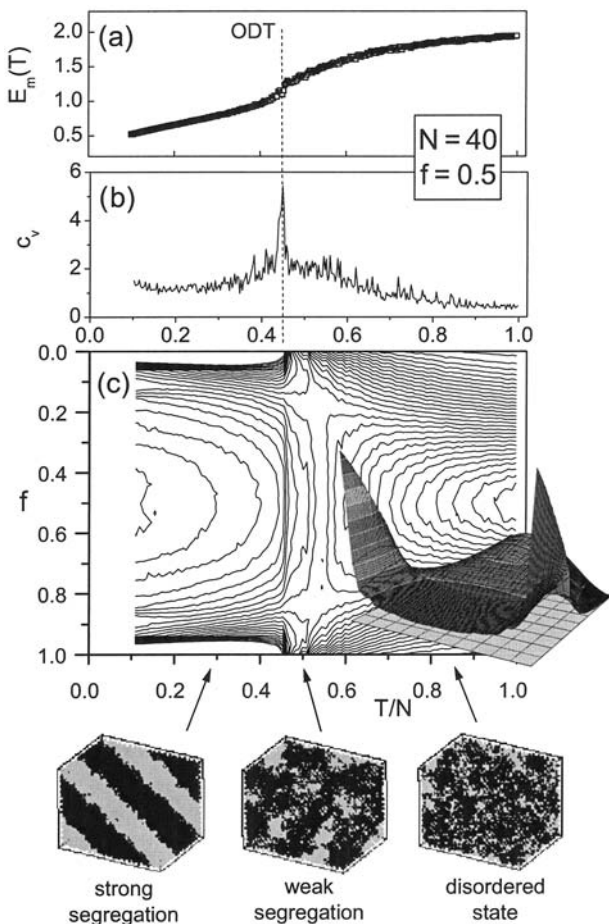 (a)
ODT
2.0
1.5
1.0
0.5
E_m(T)
N = 40
f = 0.5
(b)
6
4
2
0
c_v
0.0 0.2 0.4 0.6 0.8 1.0
(c)
0.0
0.2
0.4
0.6
0.8
1.0
f
0.0 0.2 0.4 0.6 0.8 1.0
T/N
strong segregation
weak segregation
disordered state